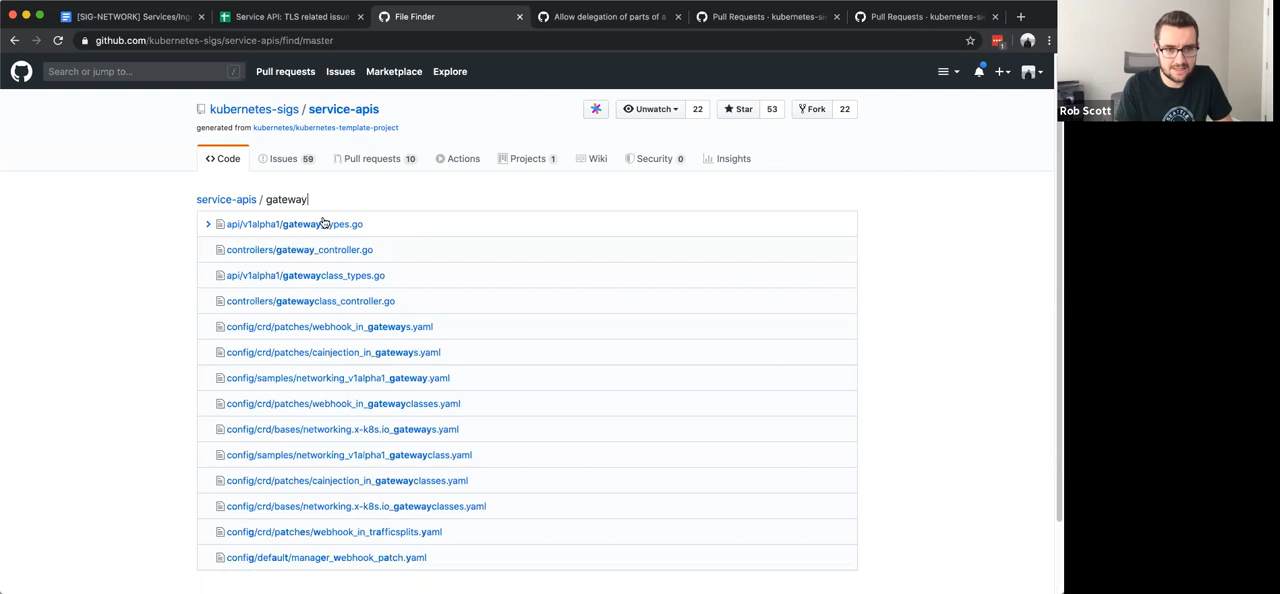 [SIG-NETWORK] Services/Ing
Service API: TLS related issue
File Finder
Allow delegation of parts of a
Pull Requests · kubernetes-si
Pull Requests · kubernetes-s
github.com/kubernetes-sigs/service-apis/find/master
Search or jump to...
/
Pull requests
Issues
Marketplace
Explore
Rob Scott
kubernetes-sigs / service-apis
generated from kubernetes/kubernetes-template-project
Unwatch 22
Star 53
Fork 22
Code
Issues 59
Pull requests 10
Actions
Projects 1
Wiki
Security 0
Insights
service-apis / gateway
api/v1alpha1/gateway_types.go
controllers/gateway_controller.go
api/v1alpha1/gatewayclass_types.go
controllers/gatewayclass_controller.go
config/crd/patches/webhook_in_gateways.yaml
config/crd/patches/cainjection_in_gateways.yaml
config/samples/networking_v1alpha1_gateway.yaml
config/crd/patches/webhook_in_gatewayclasses.yaml
config/crd/bases/networking.x-k8s.io_gateways.yaml
config/samples/networking_v1alpha1_gatewayclass.yaml
config/crd/patches/cainjection_in_gatewayclasses.yaml
config/crd/bases/networking.x-k8s.io_gatewayclasses.yaml
config/crd/patches/webhook_in_trafficsplits.yaml
config/default/manager_webhook_patch.yaml